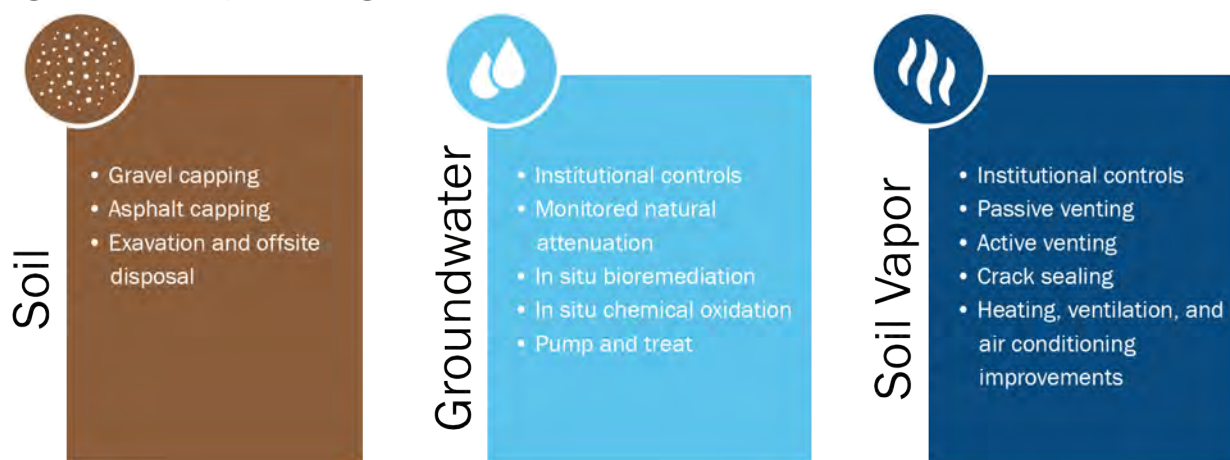 Soil
• Gravel capping
• Asphalt capping
• Exavation and offsite
disposal
Groundwater
• Institutional controls
• Monitored natural
attenuation
• In situ bioremediation
• In situ chemical oxidation
• Pump and treat
Soil Vapor
• Institutional controls
• Passive venting
• Active venting
• Crack sealing
• Heating, ventilation, and
air conditioning
improvements